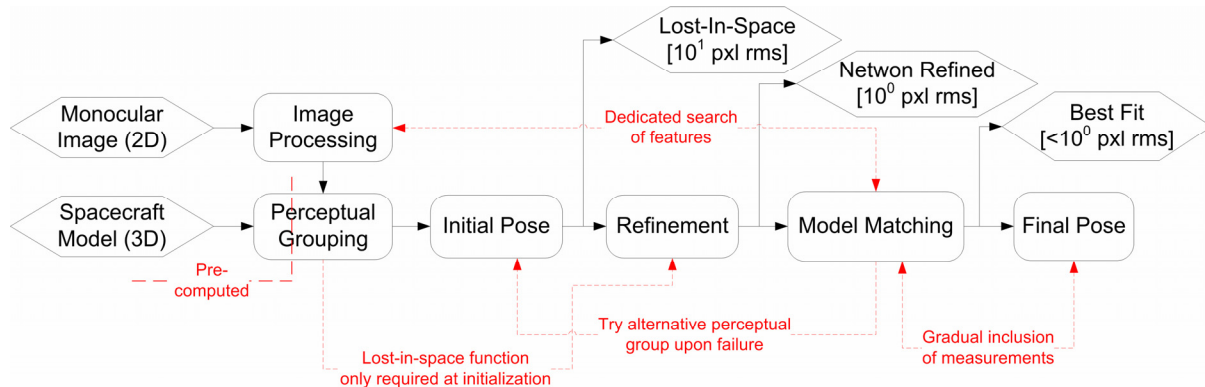 Lost-In-Space
[10¹ pxl rms]
Netwon Refined
[10⁰ pxl rms]
Best Fit
[<10⁰ pxl rms]
Monocular
Image (2D)
Image
Processing
Dedicated search
of features
Spacecraft
Model (3D)
Perceptual
Grouping
Initial Pose
Refinement
Model Matching
Final Pose
Pre-
computed
Try alternative perceptual
group upon failure
Gradual inclusion
of measurements
Lost-in-space function
only required at initialization